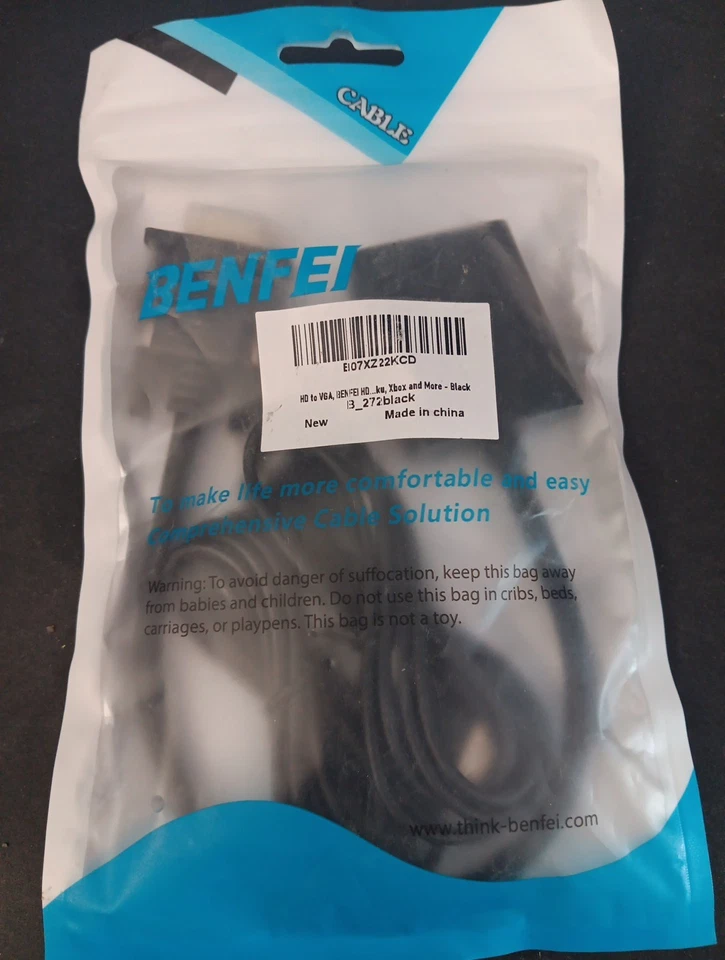 CABLE
BENFEI
EI07XZ22KCD
HD to VGA, BENFEI HD...ku, Xbox and More - Black
B_272black
New Made in china
To make life more comfortable and easy
Comprehensive Cable Solution
Warning: To avoid danger of suffocation, keep this bag away
from babies and children. Do not use this bag in cribs, beds,
carriages, or playpens. This bag is not a toy.
www.think-benfei.com